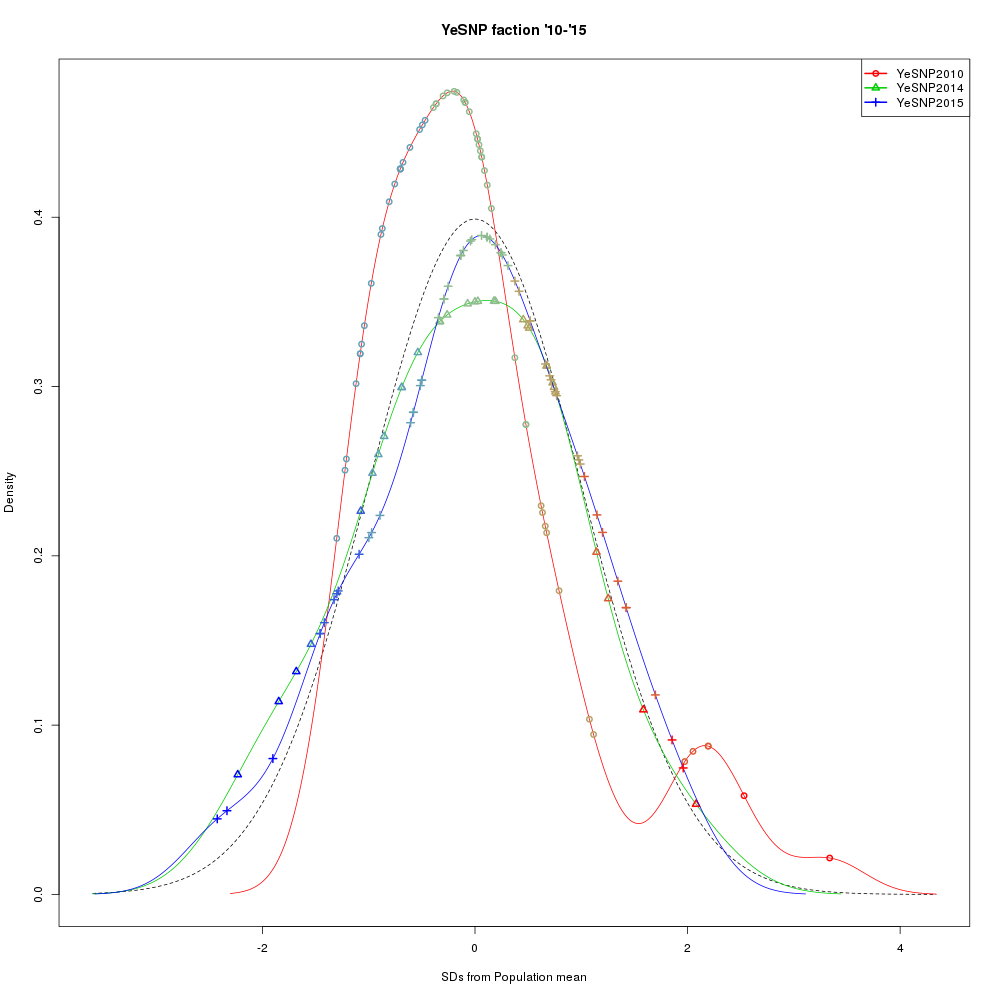 YeSNP faction '10-'15
YeSNP2010
YeSNP2014
YeSNP2015
Density
0.4
0.3
0.2
0.1
0.0
-2 0 2 4
SDs from Population mean